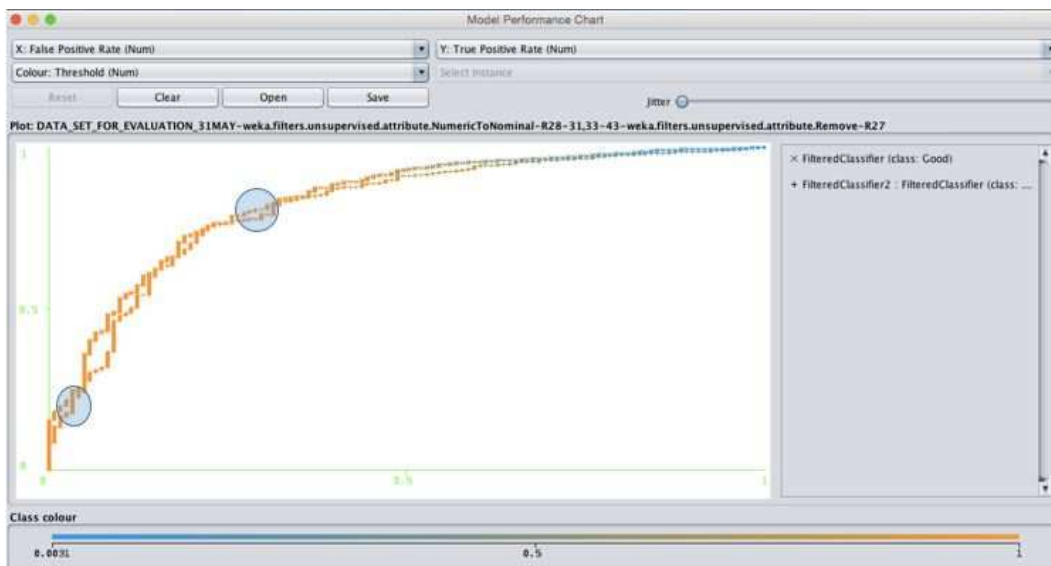 Model Performance Chart
X: False Positive Rate (Num)
Y: True Positive Rate (Num)
Colour: Threshold (Num)
Select Instance
Reset
Clear
Open
Save
Jitter
Plot: DATA_SET_FOR_EVALUATION_31MAY-weka.filters.unsupervised.attribute.NumericToNominal-R28-31,33-43-weka.filters.unsupervised.attribute.Remove-R27
1
0.5
0
0
0.5
1
× FilteredClassifier (class: Good)
+ FilteredClassifier2 : FilteredClassifier (class: ...
Class colour
0.0031
0.5
1